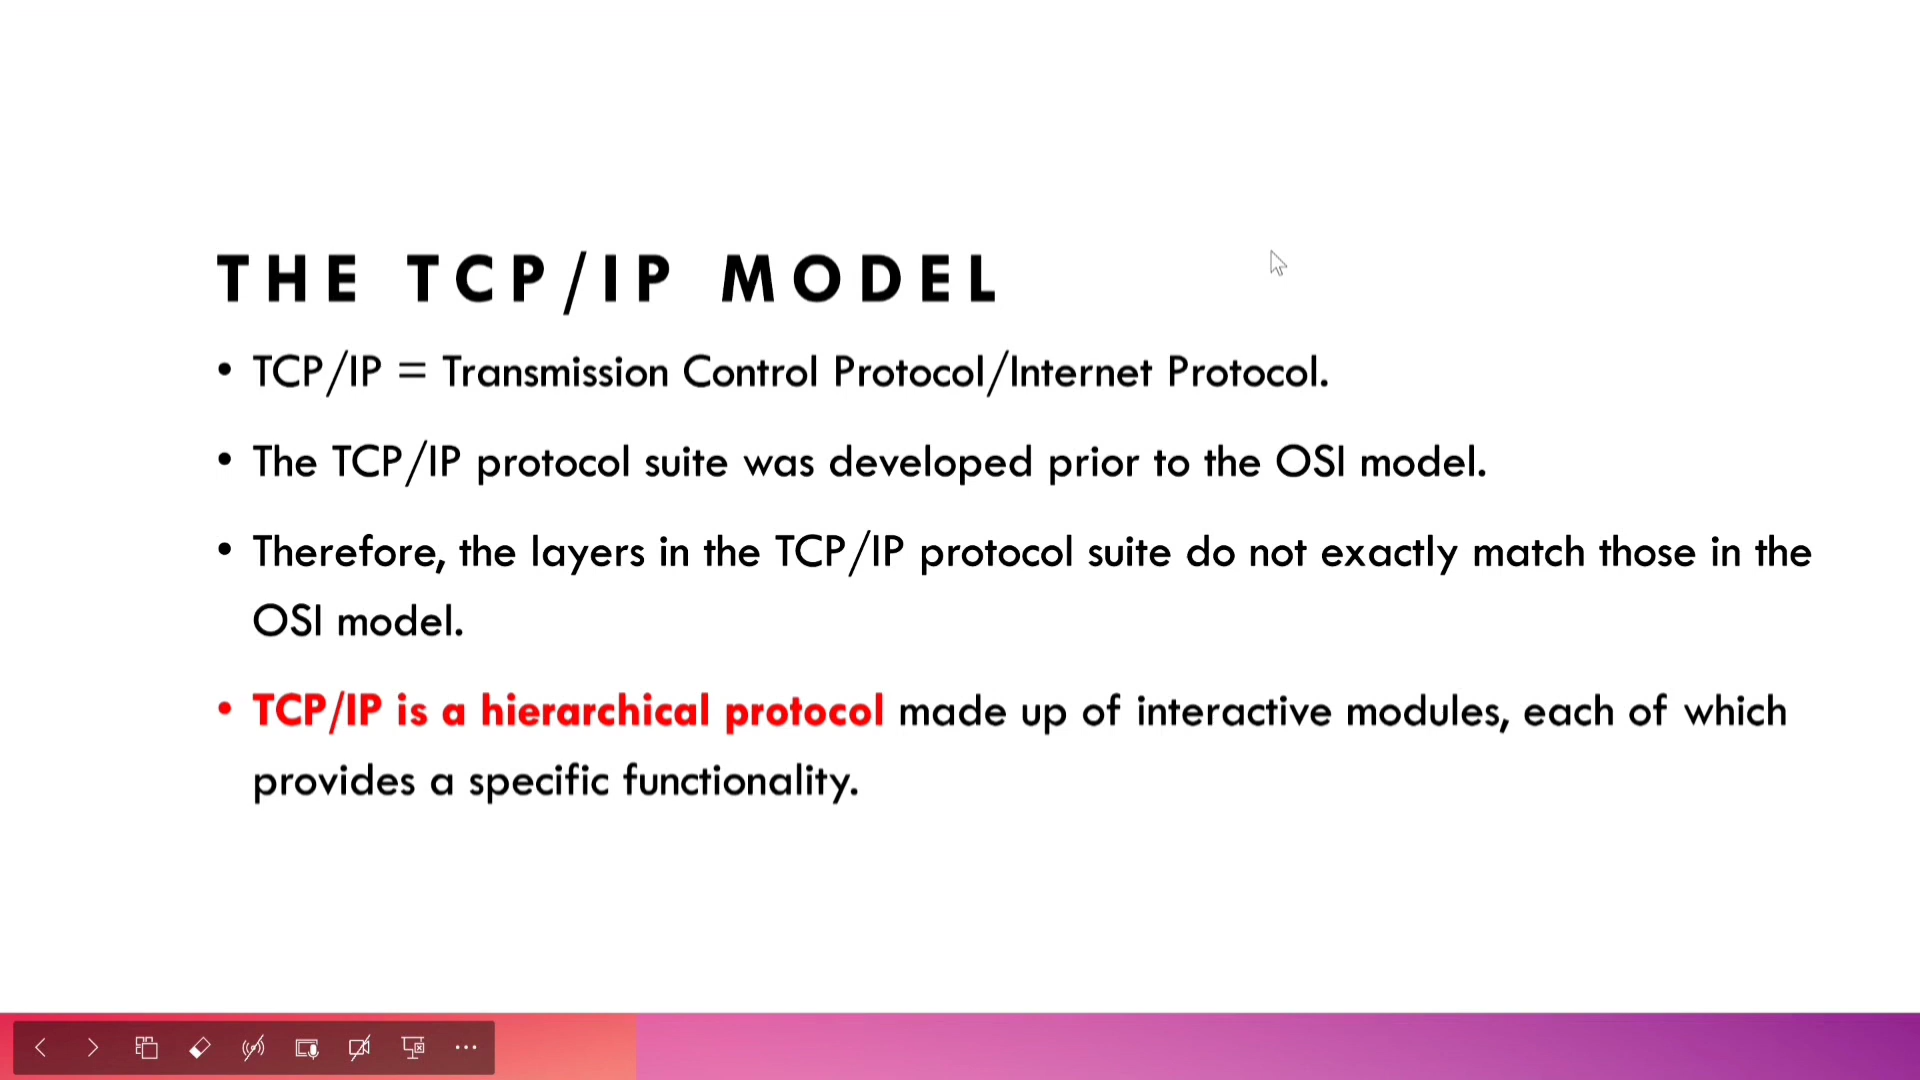 THE TCP/IP MODEL
• TCP/IP = Transmission Control Protocol/Internet Protocol.
• The TCP/IP protocol suite was developed prior to the OSI model.
• Therefore, the layers in the TCP/IP protocol suite do not exactly match those in the
OSI model.
• TCP/IP is a hierarchical protocol made up of interactive modules, each of which
provides a specific functionality.